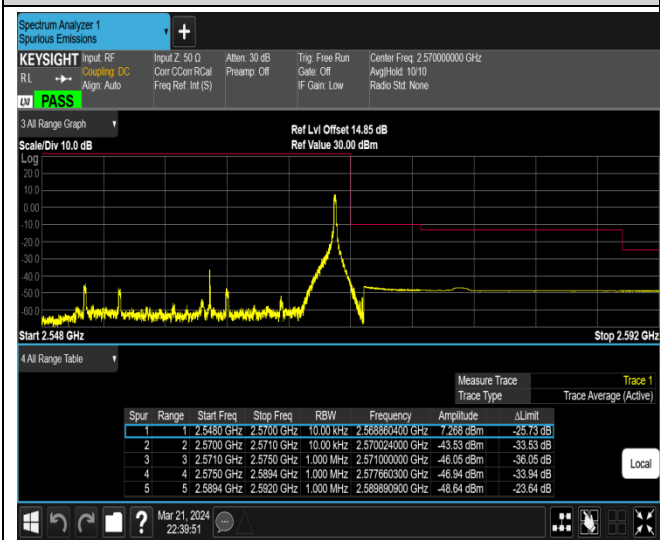 Spectrum Analyzer 1
Spurious Emissions
+
KEYSIGHT Input: RF Input Z: 50 Ω Atten: 30 dB Trig: Free Run Center Freq: 2.570000000 GHz
RL Coupling: DC Corr CCorr RCal Preamp: Off Gate: Off Avg|Hold: 10/10
Align: Auto Freq Ref: Int (S) IF Gain: Low Radio Std: None
LXI PASS
3 All Range Graph
Ref Lvl Offset 14.85 dB
Scale/Div 10.0 dB Ref Value 30.00 dBm
Log
20.0
10.0
0.00
-10.0
-20.0
-30.0
-40.0
-50.0
-60.0
Start 2.548 GHz Stop 2.592 GHz
4 All Range Table
Measure Trace Trace 1
Trace Type Trace Average (Active)
Spur Range Start Freq Stop Freq RBW Frequency Amplitude ΔLimit
1 1 2.5480 GHz 2.5700 GHz 10.00 kHz 2.568860400 GHz 7.268 dBm -25.73 dB
2 2 2.5700 GHz 2.5710 GHz 10.00 kHz 2.570024000 GHz -43.53 dBm -33.53 dB
3 3 2.5710 GHz 2.5750 GHz 1.000 MHz 2.571000000 GHz -46.05 dBm -36.05 dB
4 4 2.5750 GHz 2.5894 GHz 1.000 MHz 2.577660300 GHz -46.94 dBm -33.94 dB
5 5 2.5894 GHz 2.5920 GHz 1.000 MHz 2.589890900 GHz -48.64 dBm -23.64 dB
Local
? Mar 21, 2024
22:39:51